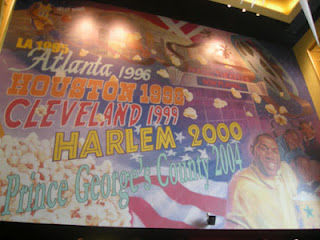 LA 1995
Atlanta 1996
HOUSTON 1998
CLEVELAND 1999
HARLEM 2000
Prince George's County 2004